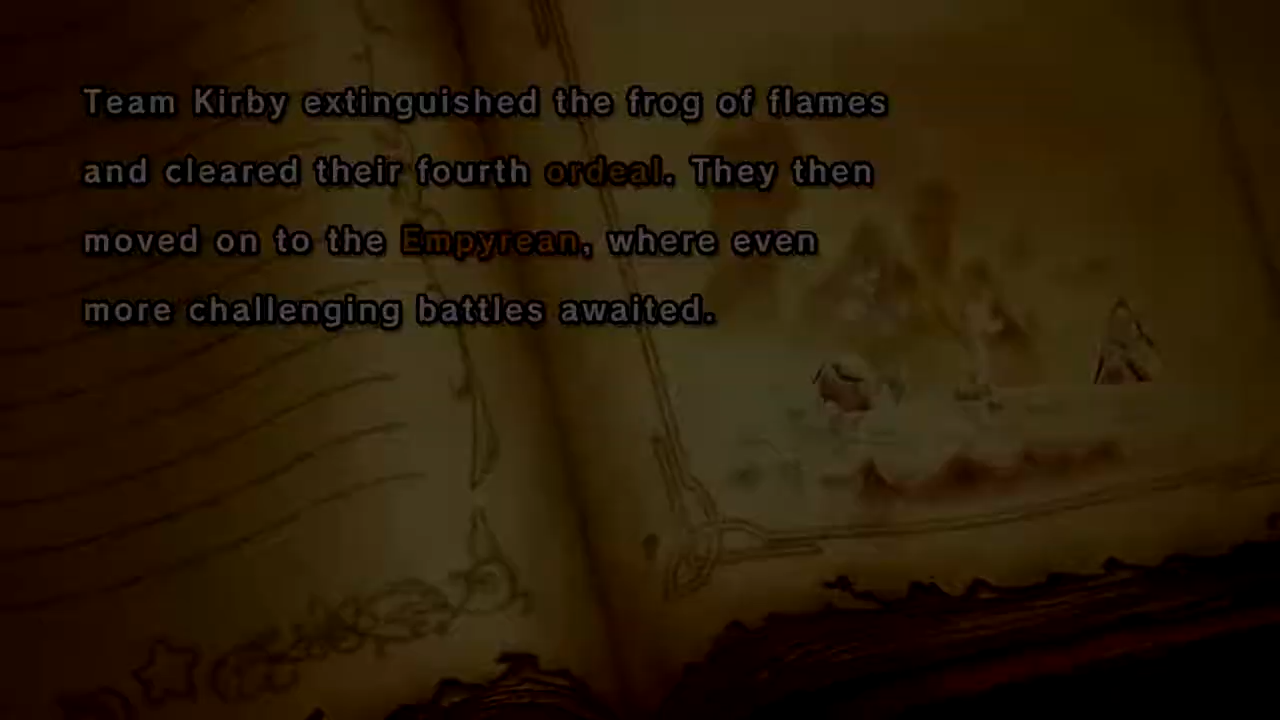 Team Kirby extinguished the frog of flames
and cleared their fourth ordeal. They then
moved on to the Empyrean, where even
more challenging battles awaited.